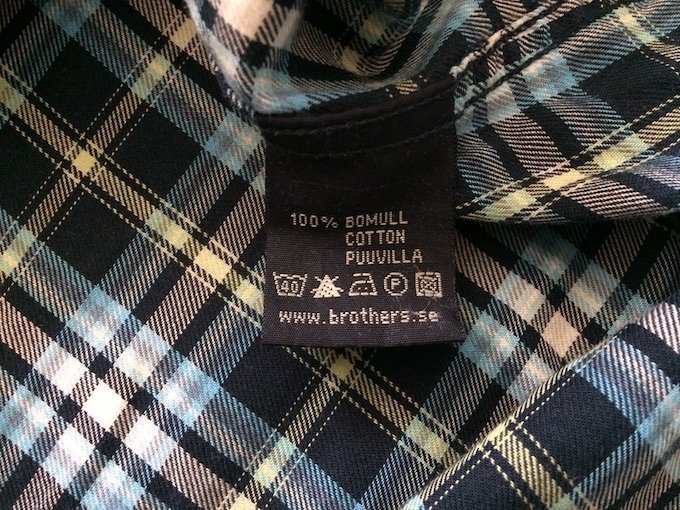 100% BOMULL
COTTON
PUUVILLA
40 P
www.brothers.se